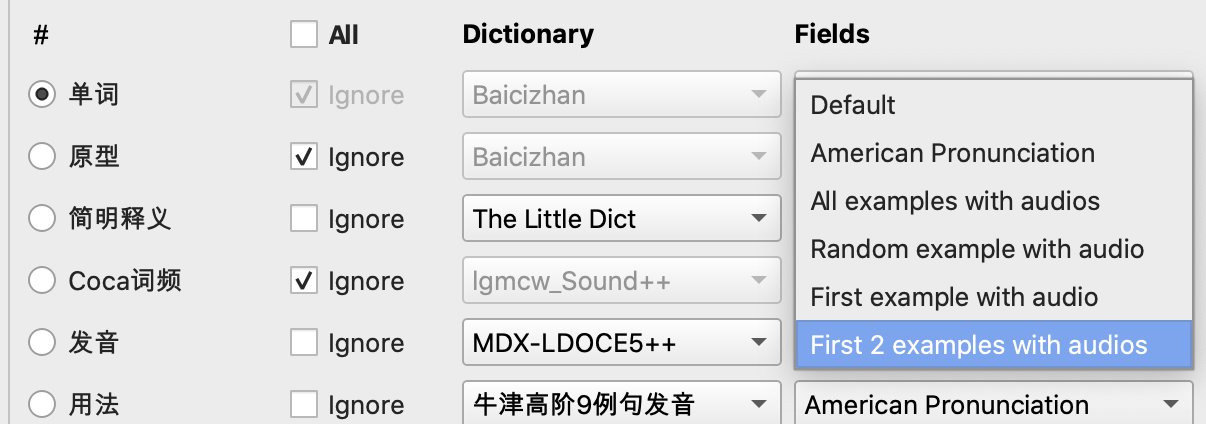 # All Dictionary Fields
单词 Ignore Baicizhan
Default
原型 Ignore Baicizhan American Pronunciation
简明释义 Ignore The Little Dict All examples with audios
Random example with audio
Coca词频 Ignore lgmcw_Sound++ First example with audio
发音 Ignore MDX-LDOCE5++ First 2 examples with audios
用法 Ignore 牛津高阶9例句发音 American Pronunciation